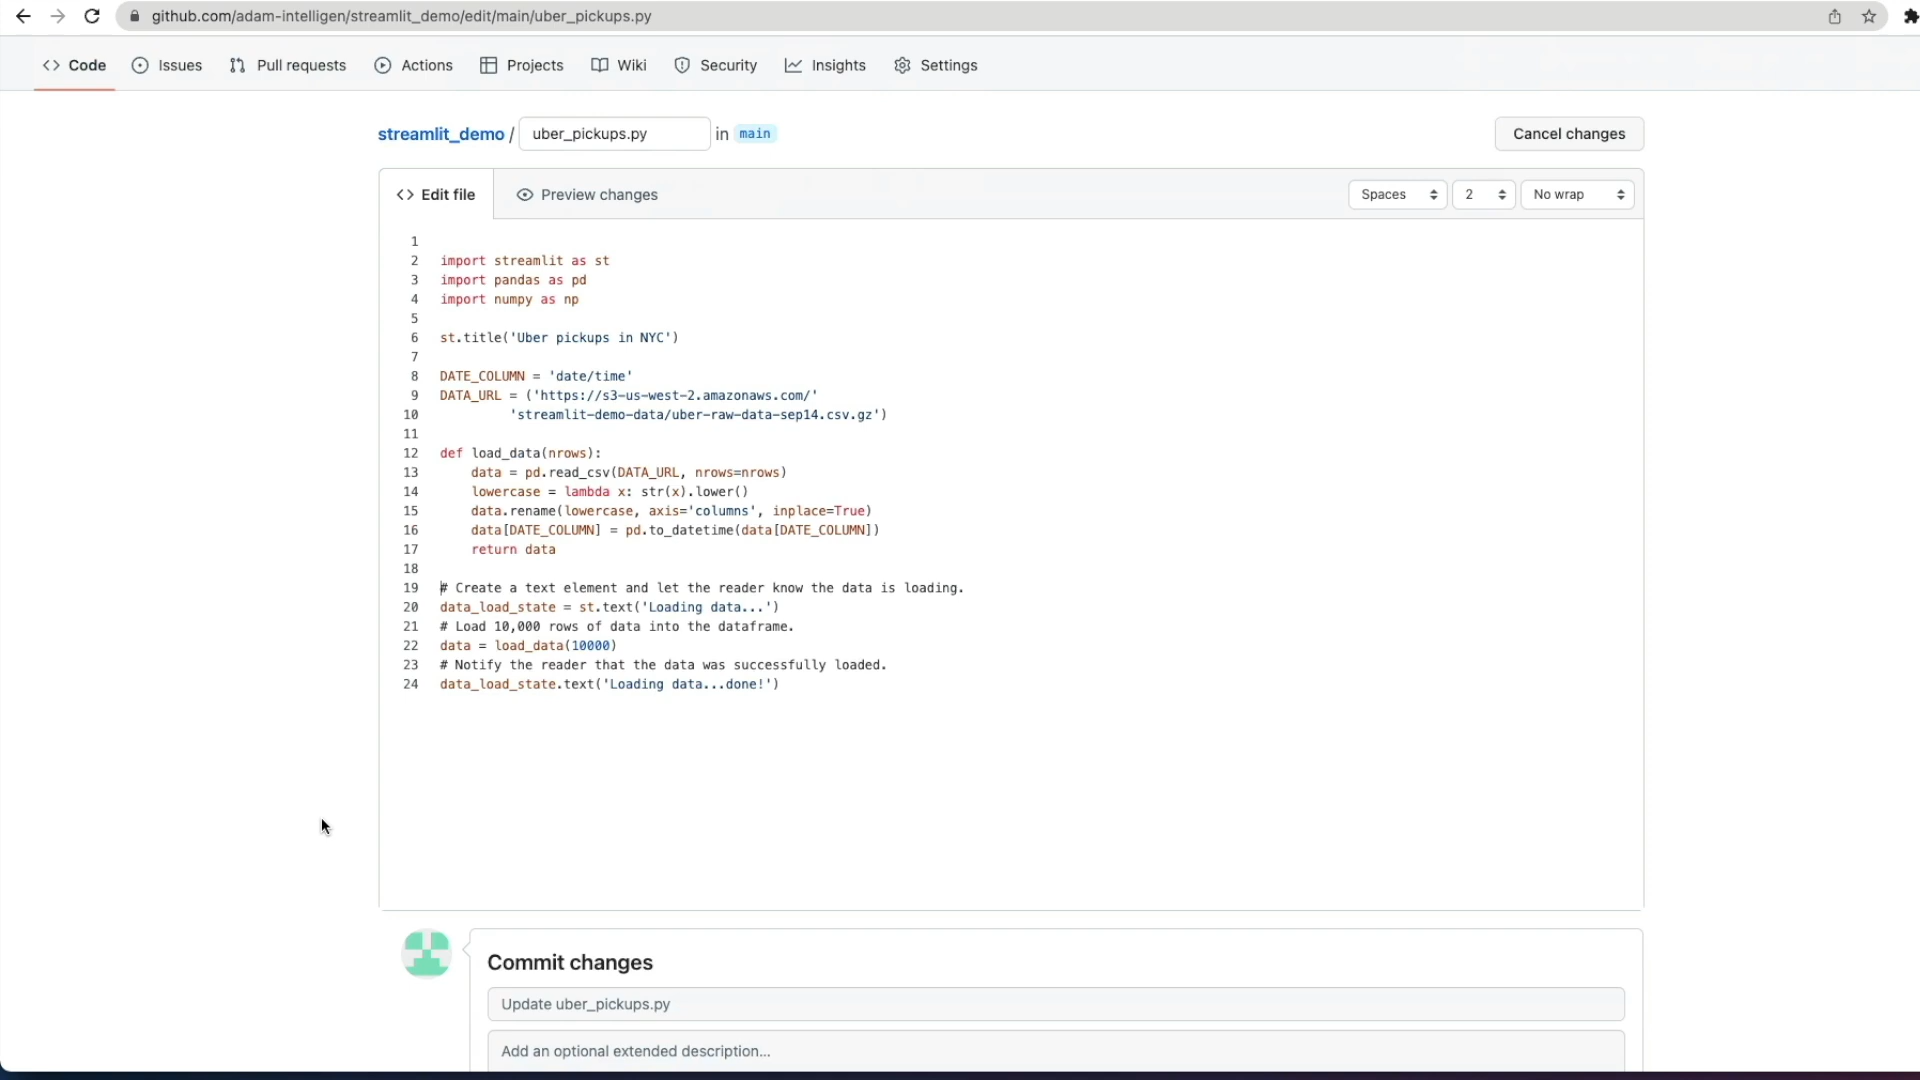 github.com/adam-intelligen/streamlit_demo/edit/main/uber_pickups.py
Code Issues Pull requests Actions Projects Wiki Security Insights Settings
streamlit_demo / uber_pickups.py in main Cancel changes
Edit file Preview changes Spaces 2 No wrap
1
2 import streamlit as st
3 import pandas as pd
4 import numpy as np
5
6 st.title('Uber pickups in NYC')
7
8 DATE_COLUMN = 'date/time'
9 DATA_URL = ('https://s3-us-west-2.amazonaws.com/'
10 'streamlit-demo-data/uber-raw-data-sep14.csv.gz')
11
12 def load_data(nrows):
13 data = pd.read_csv(DATA_URL, nrows=nrows)
14 lowercase = lambda x: str(x).lower()
15 data.rename(lowercase, axis='columns', inplace=True)
16 data[DATE_COLUMN] = pd.to_datetime(data[DATE_COLUMN])
17 return data
18
19 # Create a text element and let the reader know the data is loading.
20 data_load_state = st.text('Loading data...')
21 # Load 10,000 rows of data into the dataframe.
22 data = load_data(10000)
23 # Notify the reader that the data was successfully loaded.
24 data_load_state.text('Loading data...done!')
Commit changes
Update uber_pickups.py
Add an optional extended description...